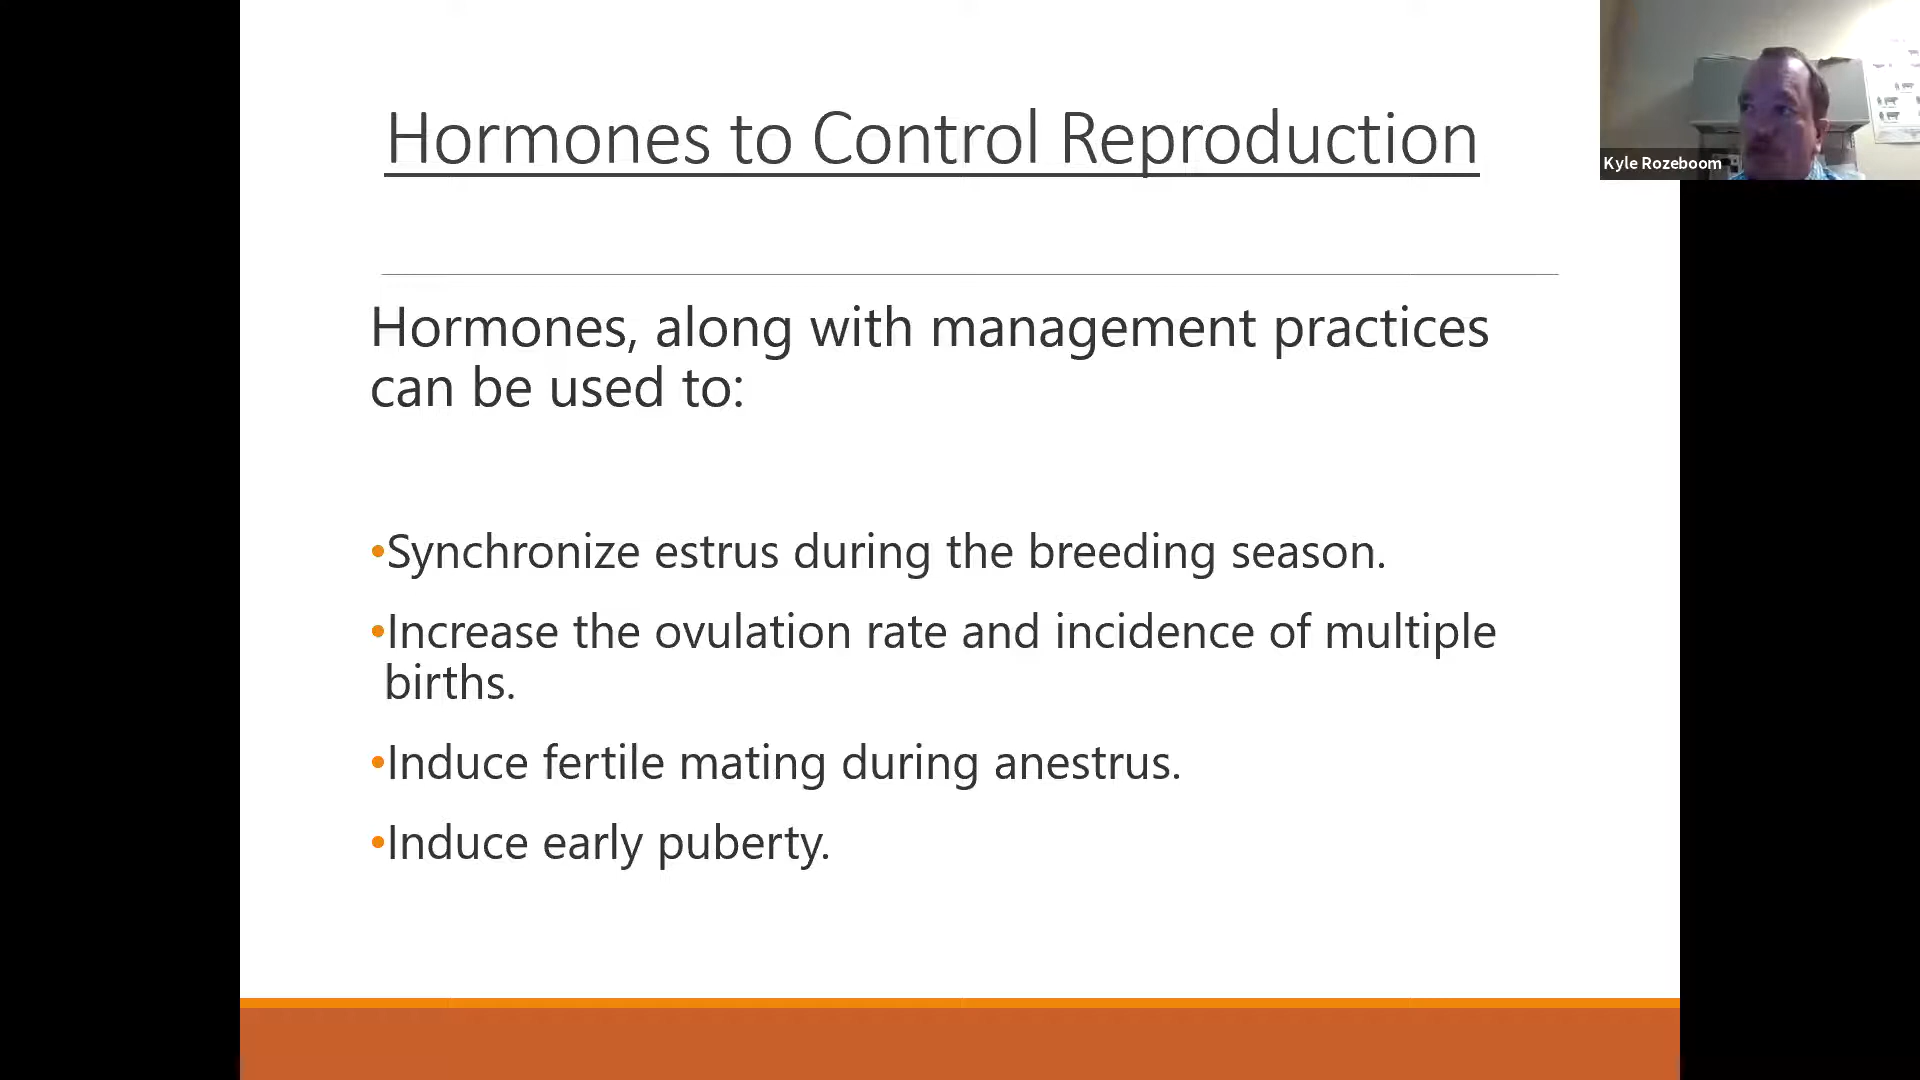 Hormones to Control Reproduction
Kyle Rozeboom
Hormones, along with management practices
can be used to:
•Synchronize estrus during the breeding season.
•Increase the ovulation rate and incidence of multiple
births.
•Induce fertile mating during anestrus.
•Induce early puberty.